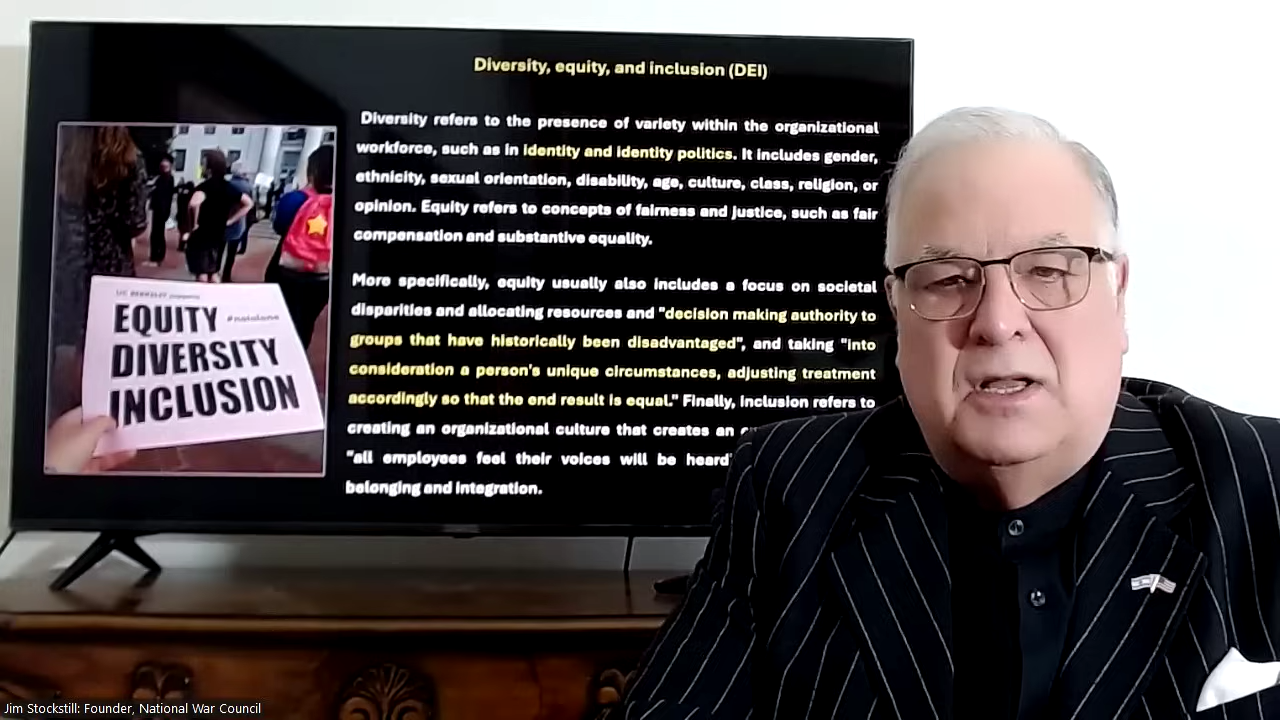 Diversity, equity, and inclusion (DEI)
Diversity refers to the presence of variety within the organizational
workforce, such as in identity and identity politics. It includes gender,
ethnicity, sexual orientation, disability, age, culture, class, religion, or
opinion. Equity refers to concepts of fairness and justice, such as fair
compensation and substantive equality.
More specifically, equity usually also includes a focus on societal
disparities and allocating resources and "decision making authority to
groups that have historically been disadvantaged", and taking "into
consideration a person's unique circumstances, adjusting treatment
accordingly so that the end result is equal." Finally, inclusion refers to
creating an organizational culture that creates an
"all employees feel their voices will be heard"
belonging and integration.
UC BERKELEY
EQUITY
DIVERSITY
INCLUSION
Jim Stockstill: Founder, National War Council